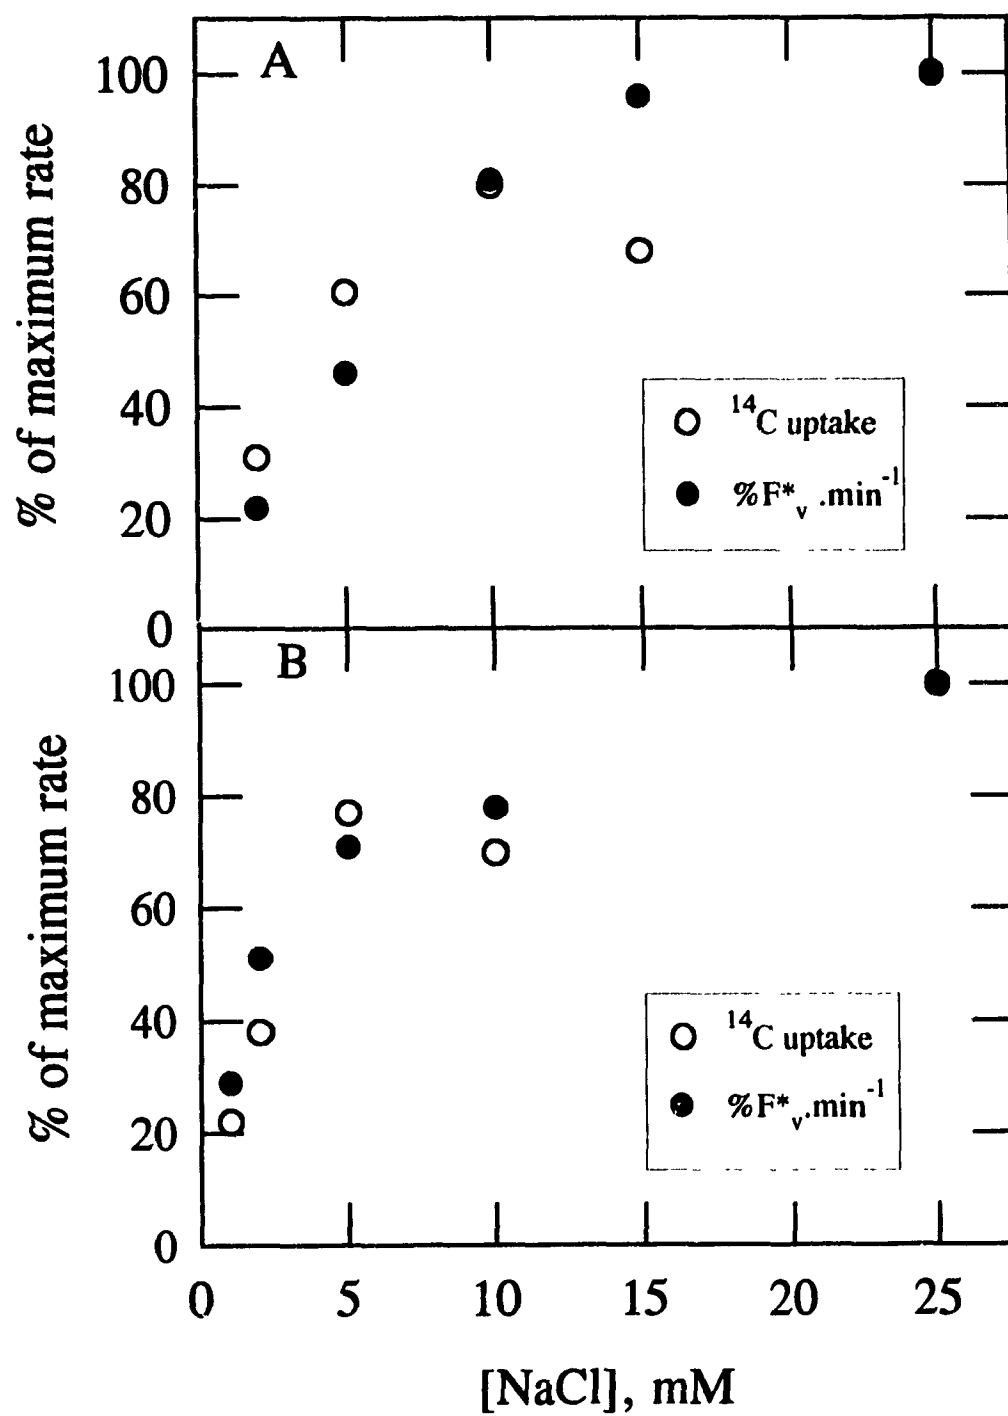 A
100
80
60
40
20
0
% of maximum rate
¹⁴C uptake
%F*ᵥ .min⁻¹
B
100
80
60
40
20
0
% of maximum rate
¹⁴C uptake
%F*ᵥ.min⁻¹
0 5 10 15 20 25
[NaCl], mM